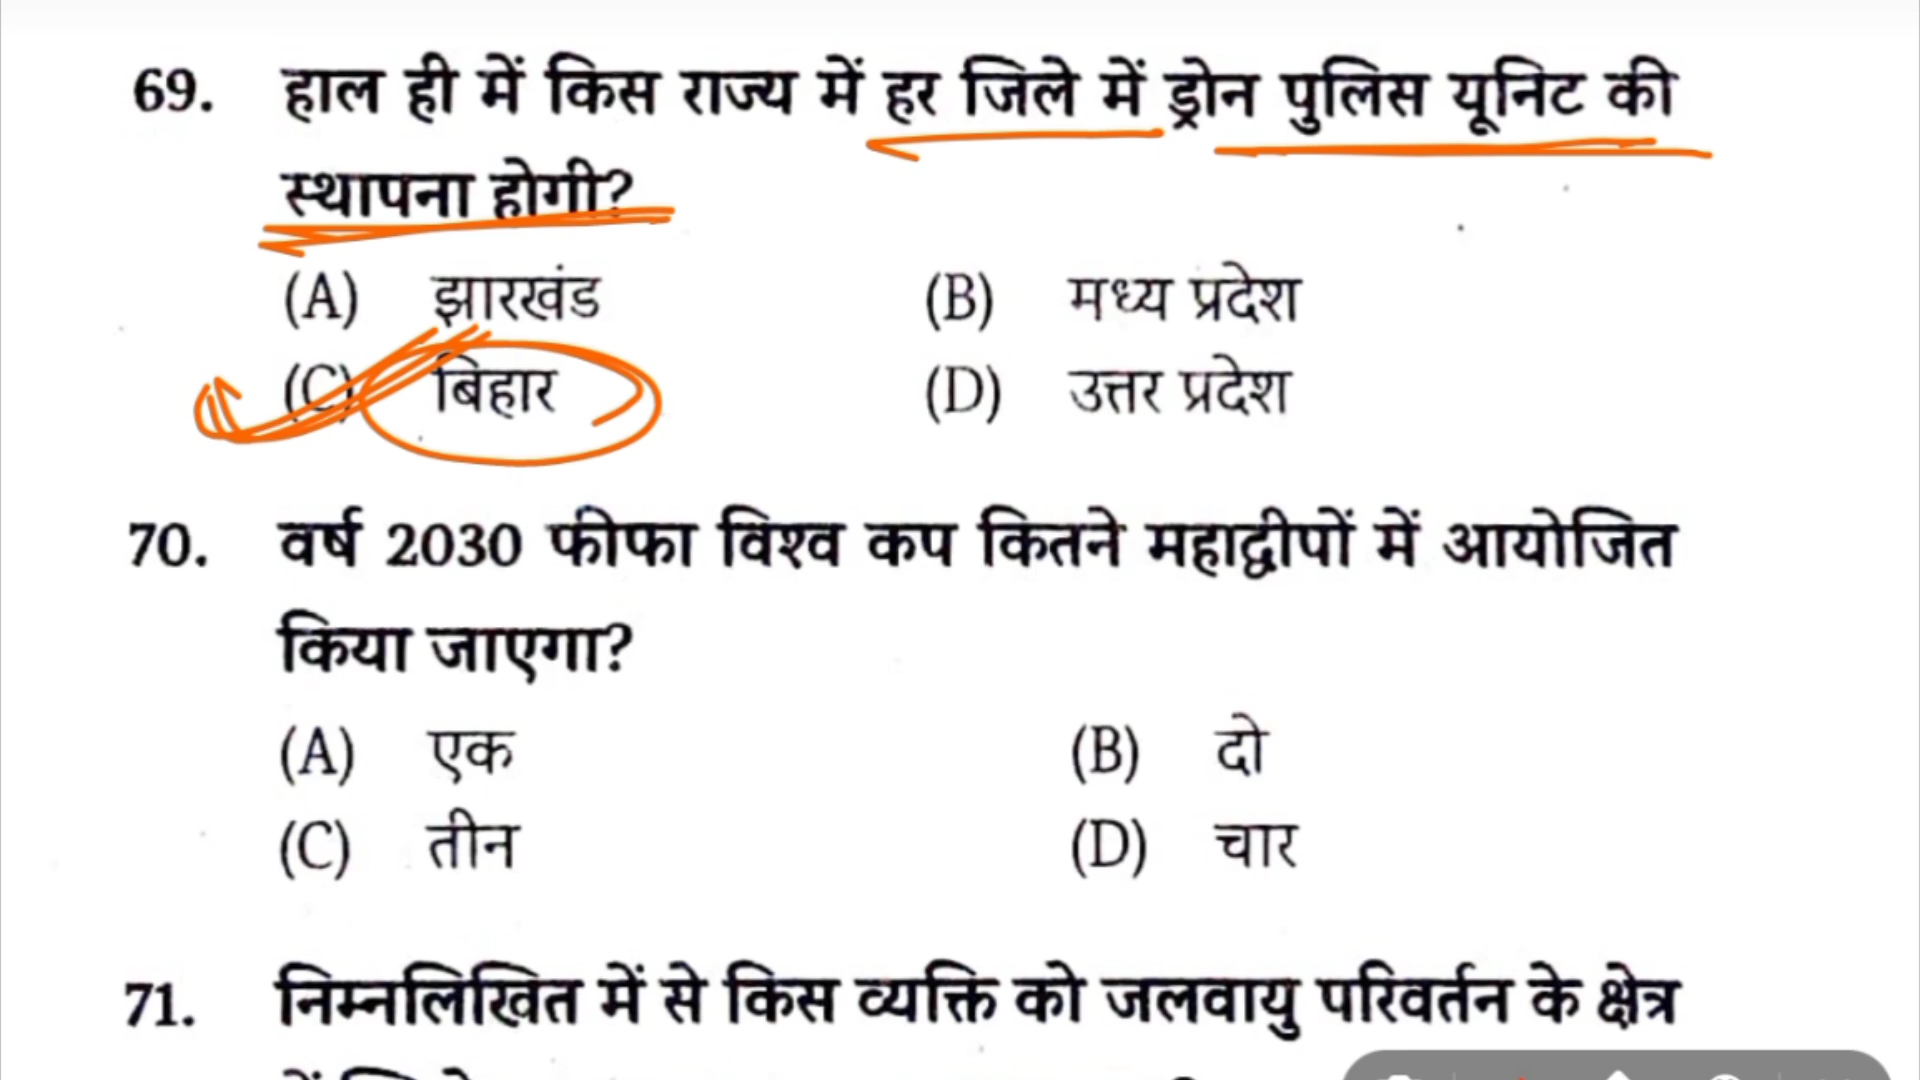 69. हाल ही में किस राज्य में हर जिले में ड्रोन पुलिस यूनिट की
स्थापना होगी?
(A) झारखंड (B) मध्य प्रदेश
(C) बिहार (D) उत्तर प्रदेश
70. वर्ष 2030 फीफा विश्व कप कितने महाद्वीपों में आयोजित
किया जाएगा?
(A) एक (B) दो
(C) तीन (D) चार
71. निम्नलिखित में से किस व्यक्ति को जलवायु परिवर्तन के क्षेत्र